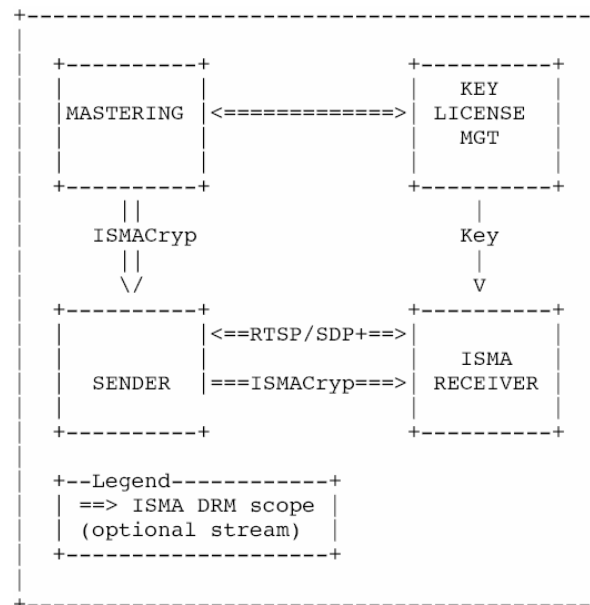 KEY
MASTERING <=============> LICENSE
MGT
ISMACryp Key
\/ V
<==RTSP/SDP+==>
ISMA
SENDER ===ISMACryp===> RECEIVER
Legend
==> ISMA DRM scope
(optional stream)